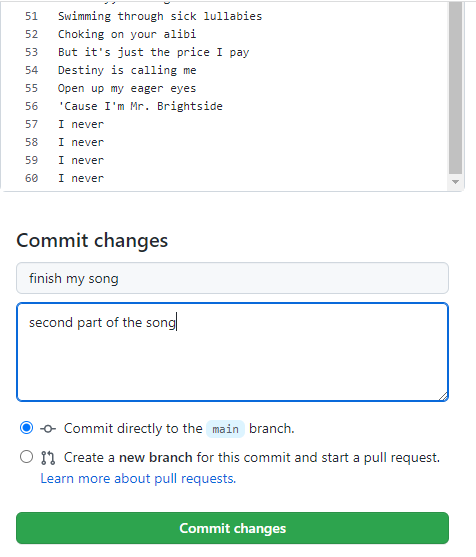 51 Swimming through sick lullabies
52 Choking on your alibi
53 But it's just the price I pay
54 Destiny is calling me
55 Open up my eager eyes
56 'Cause I'm Mr. Brightside
57 I never
58 I never
59 I never
60 I never
Commit changes
finish my song
second part of the song
Commit directly to the main branch.
Create a new branch for this commit and start a pull request.
Learn more about pull requests.
Commit changes